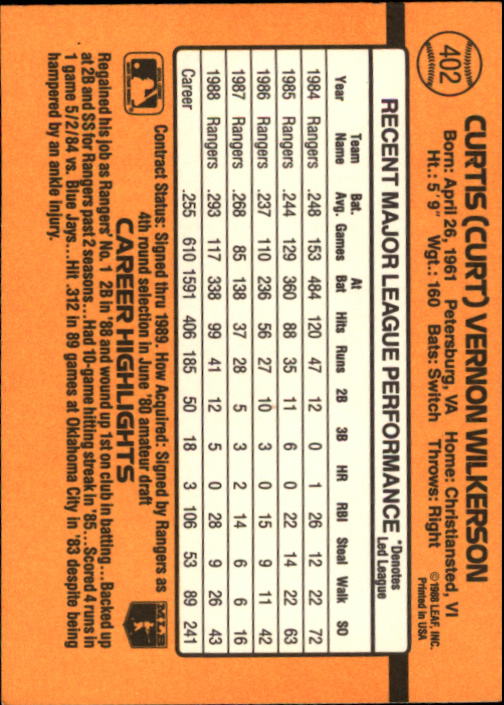 402
CURTIS (CURT) VERNON WILKERSON
Born: April 26, 1961 Petersburg, VA Home: Christiansted, VI
Ht.: 5' 9" Wgt.: 160 Bats: Switch Throws: Right
©1988 LEAF, INC.
Printed in USA
RECENT MAJOR LEAGUE PERFORMANCE *Denotes Led League
Year Team Name Bat. Avg. Games At Bat Hits Runs 2B 3B HR RBI Steal Walk SO
1984 Rangers .248 153 484 120 47 12 0 1 26 12 22 72
1985 Rangers .244 129 360 88 35 11 6 0 22 14 22 63
1986 Rangers .237 110 236 56 27 10 3 0 15 9 11 42
1987 Rangers .268 85 138 37 28 5 3 2 14 6 6 16
1988 Rangers .293 117 338 99 41 12 5 0 28 9 26 43
Career .255 610 1591 406 185 50 18 3 106 53 89 241
Contract Status: Signed thru 1989. How Acquired: Signed by Rangers as
4th round selection in June '80 amateur draft
CAREER HIGHLIGHTS
Regained his job as Rangers' No. 1 2B in '88 and wound up 1st on club in batting...Backed up
at 2B and SS for Rangers past 2 seasons...Had 10-game hitting streak in '85...Scored 4 runs in
1 game 5/2/84 vs. Blue Jays...Hit .312 in 89 games at Oklahoma City in '83 despite being
hampered by an ankle injury.